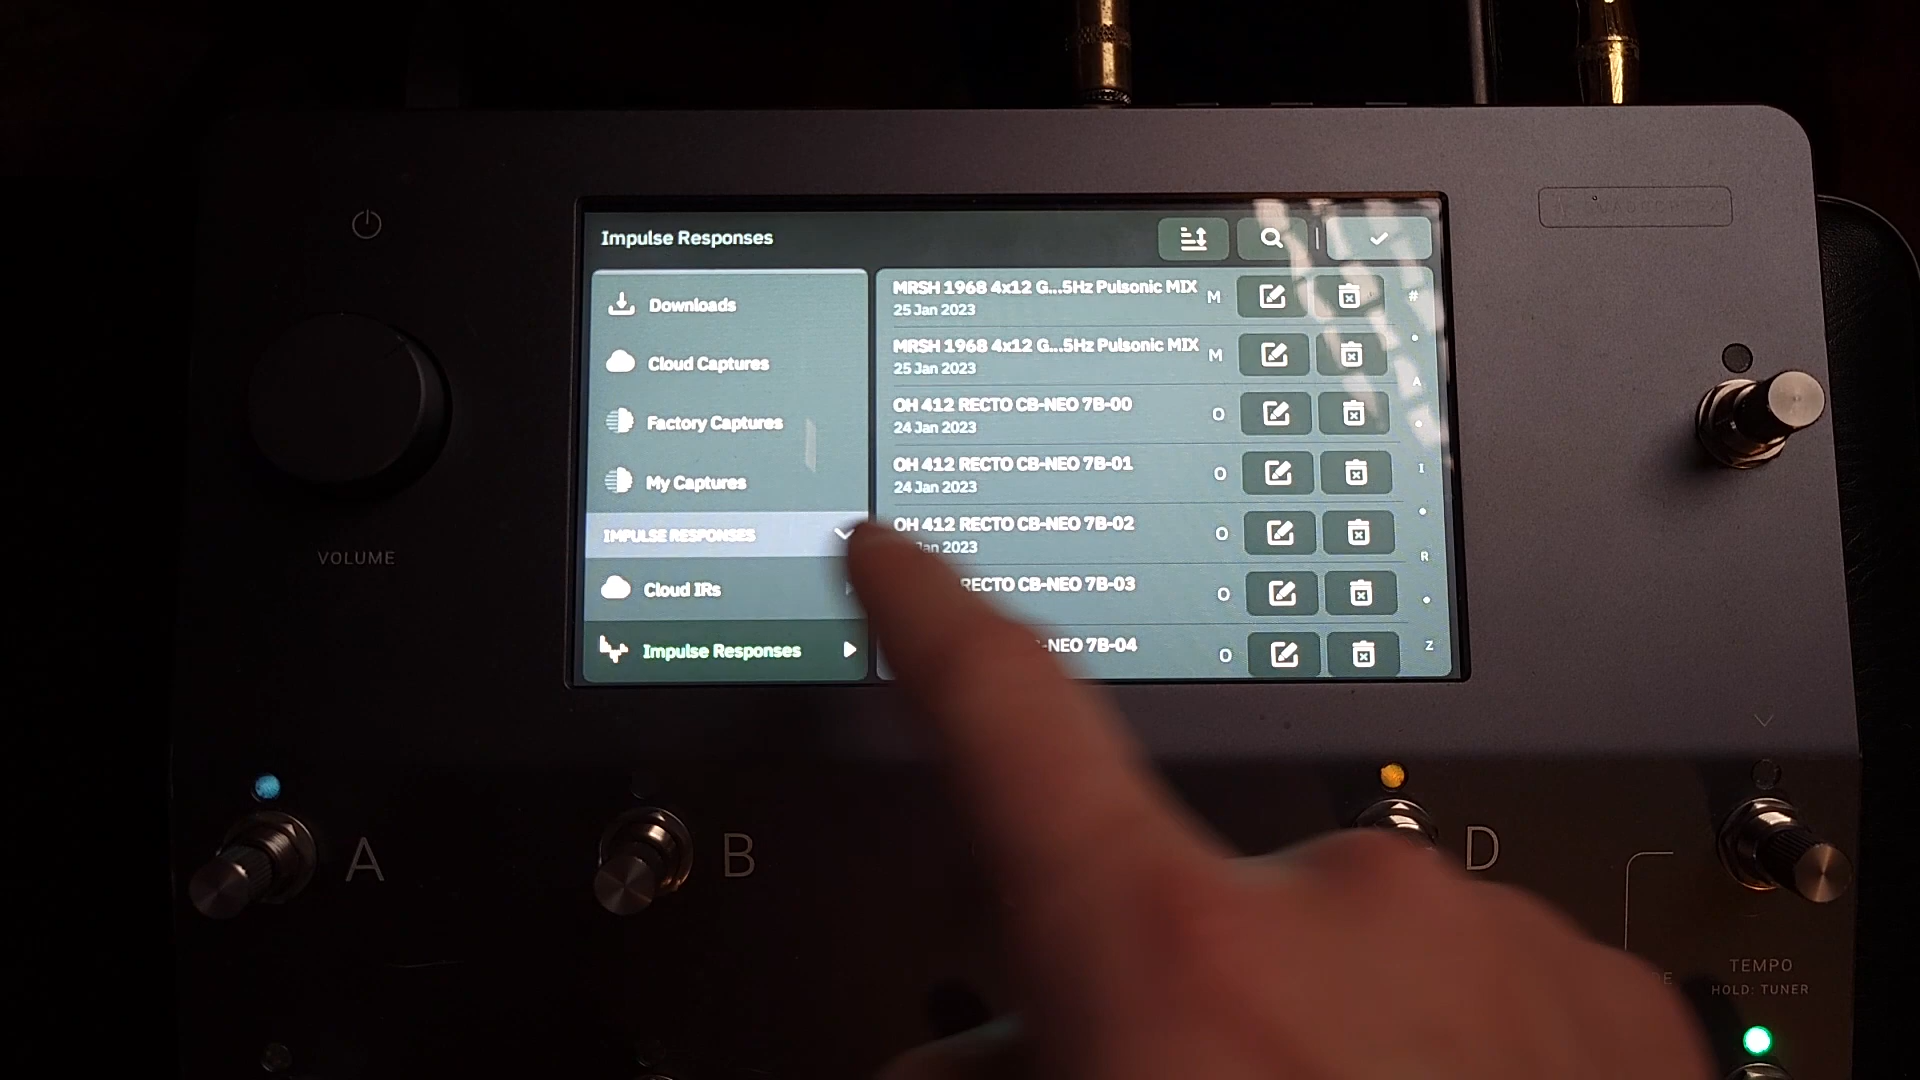 Impulse Responses
Downloads
Cloud Captures
Factory Captures
My Captures
IMPULSE RESPONSES
Cloud IRs
Impulse Responses
MRSH 1968 4x12 G...5Hz Pulsonic MIX
25 Jan 2023
M
MRSH 1968 4x12 G...5Hz Pulsonic MIX
25 Jan 2023
M
OH 412 RECTO CB-NEO 7B-00
24 Jan 2023
O
OH 412 RECTO CB-NEO 7B-01
24 Jan 2023
O
OH 412 RECTO CB-NEO 7B-02
Jan 2023
O
RECTO CB-NEO 7B-03
O
-NEO 7B-04
O
#
A
I
R
Z
VOLUME
A
B
D
TEMPO
HOLD: TUNER